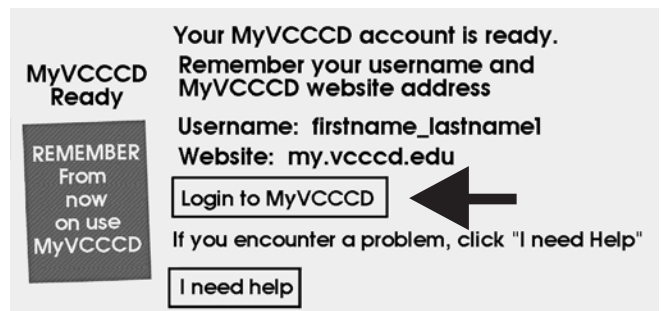 MyVCCCD
Ready
REMEMBER
From
now
on use
MyVCCCD
Your MyVCCCD account is ready.
Remember your username and
MyVCCCD website address
Username: firstname_lastname1
Website: my.vcccd.edu
Login to MyVCCCD
If you encounter a problem, click "I need Help"
I need help